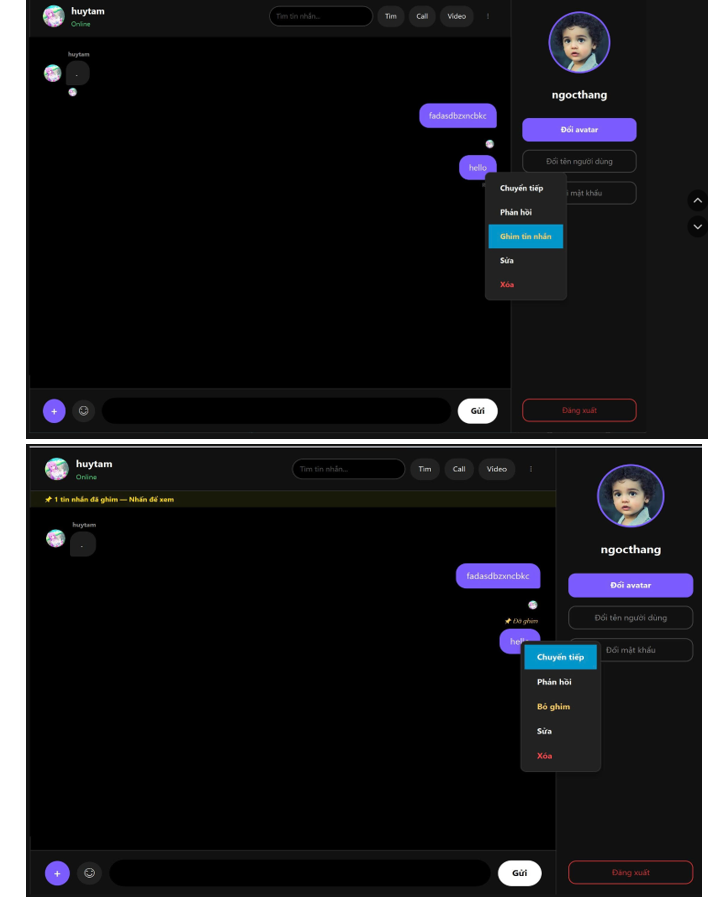 huytam
Online
Tìm tin nhắn...
Tìm
Call
Video
huytam
.
fadasdbzxncbkc
hello
Chuyển tiếp
Phản hồi
Ghim tin nhắn
Sửa
Xóa
ngocthang
Đổi avatar
Đổi tên người dùng
mật khẩu
Đăng xuất
+
Gửi
huytam
Online
Tìm tin nhắn...
Tìm
Call
Video
1 tin nhắn đã ghim — Nhấn để xem
huytam
.
fadasdbzxncbkc
Đã ghim
hello
Chuyển tiếp
Phản hồi
Bỏ ghim
Sửa
Xóa
ngocthang
Đổi avatar
Đổi tên người dùng
Đổi mật khẩu
Đăng xuất
+
Gửi